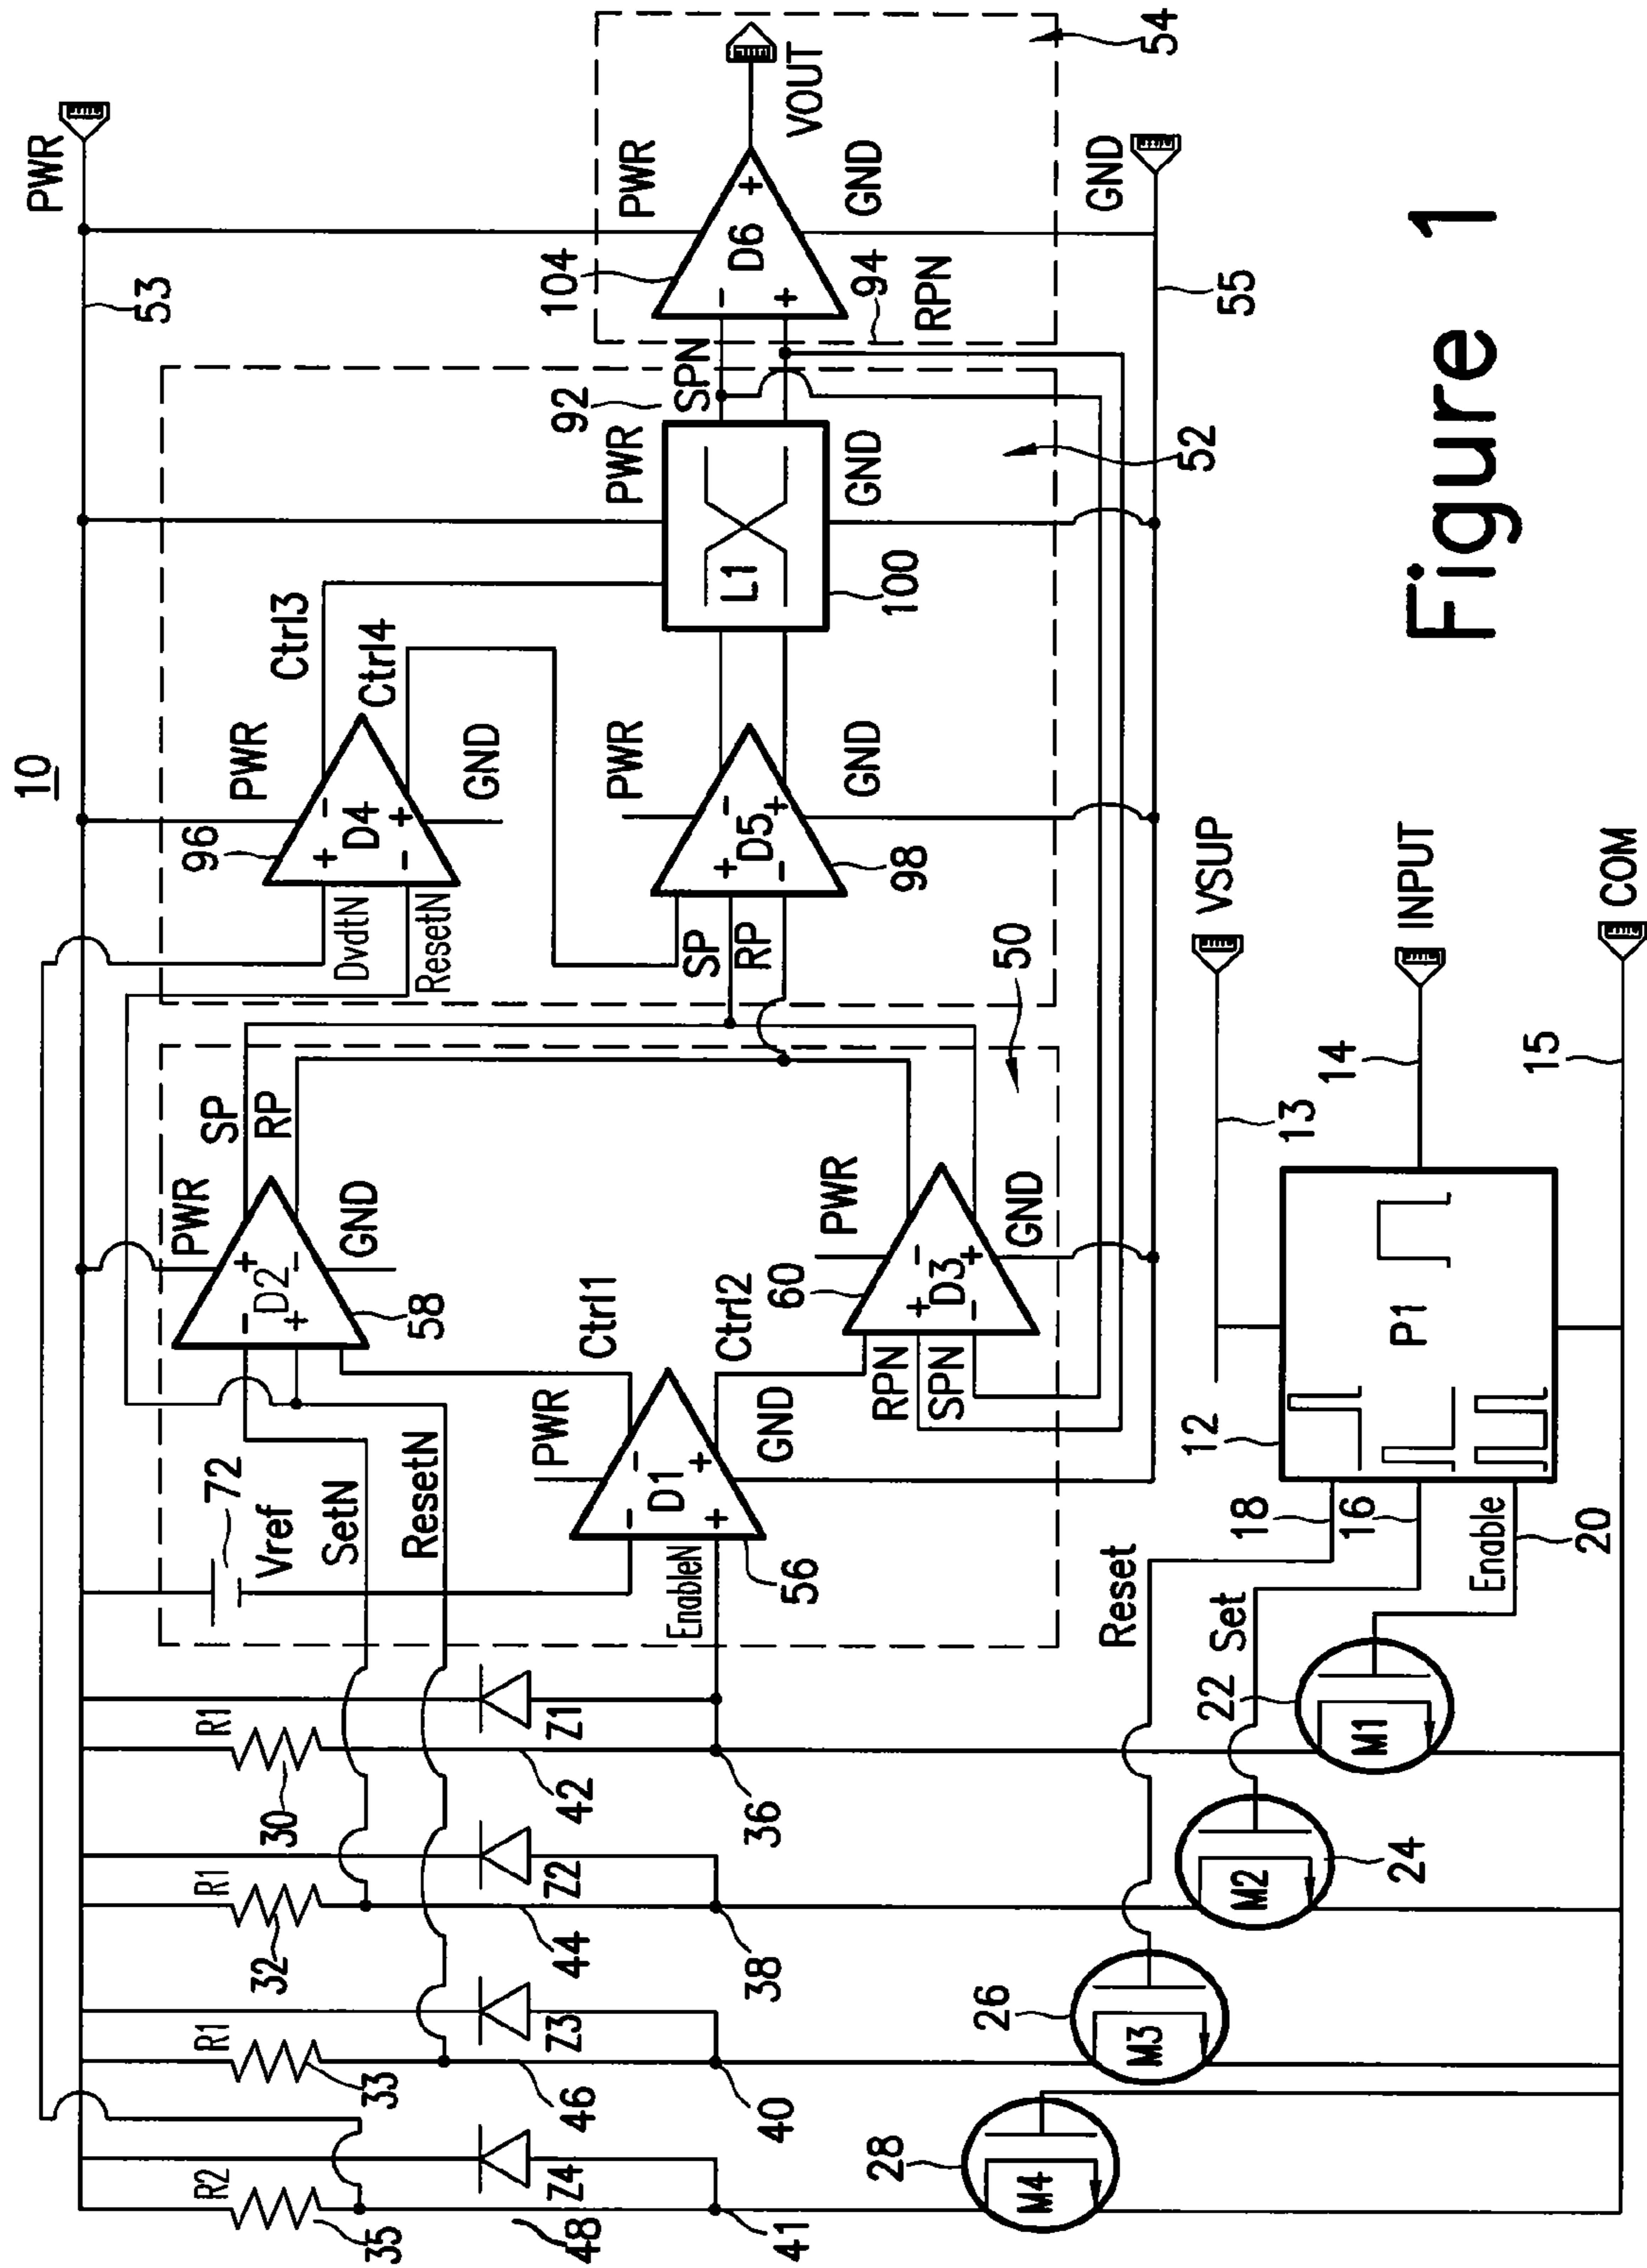 10
PWR
53
Ctrl3
Ctrl4
PWR
96
+
-
D4
-
+
GND
DvdtN
ResetN
104
PWR
-
D6
+
+
GND
VOUT
54
92
SPN
PWR
L1
GND
100
94
RPN
52
PWR
-
+
D5
-
+
GND
98
SP
RP
50
SP
RP
PWR
-
+
D2
+
-
GND
58
Ctrl1
PWR
-
-
D1
+
+
GND
56
Ctrl2
60
PWR
+
-
D3
-
+
GND
RPN
SPN
72
Vref
SetN
ResetN
EnableN
GND
55
R1
30
Z1
42
36
R1
32
Z2
44
38
R1
33
Z3
46
40
R2
35
Z4
48
41
28
M4
26
M3
24
M2
22
M1
Reset
Set
Enable
18
16
20
12
P1
13
14
15
VSUP
INPUT
COM
Figure 1